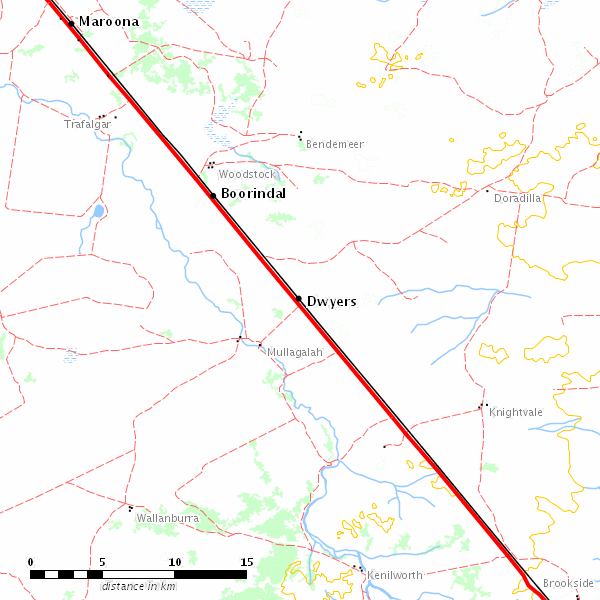 Maroona
Trafalgar
Bendemeer
Woodstock
Boorindal
Doradilla
Dwyers
Mullagalah
Knightvale
Wallanburra
0 5 10 15
distance in km
Kenilworth
Brookside